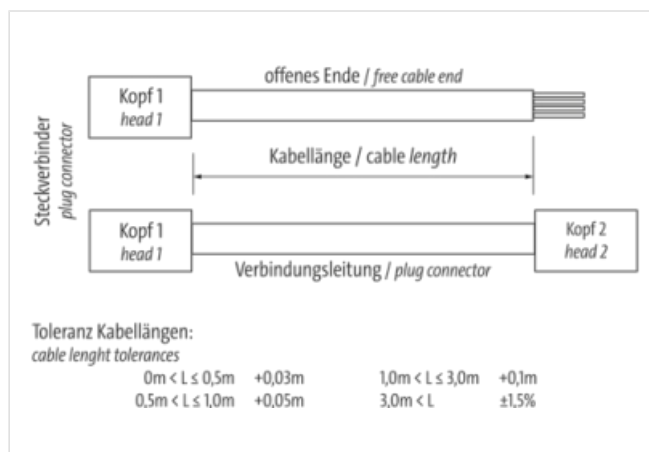 offenes Ende / free cable end
Kopf 1
head 1
Steckverbinder
plug connector
Kabellänge / cable length
Kopf 1
head 1
Kopf 2
head 2
Verbindungsleitung / plug connector
Toleranz Kabellängen:
cable lenght tolerances
0m < L ≤ 0,5m +0,03m 1,0m < L ≤ 3,0m +0,1m
0,5m < L ≤ 1,0m +0,05m 3,0m < L ±1,5%